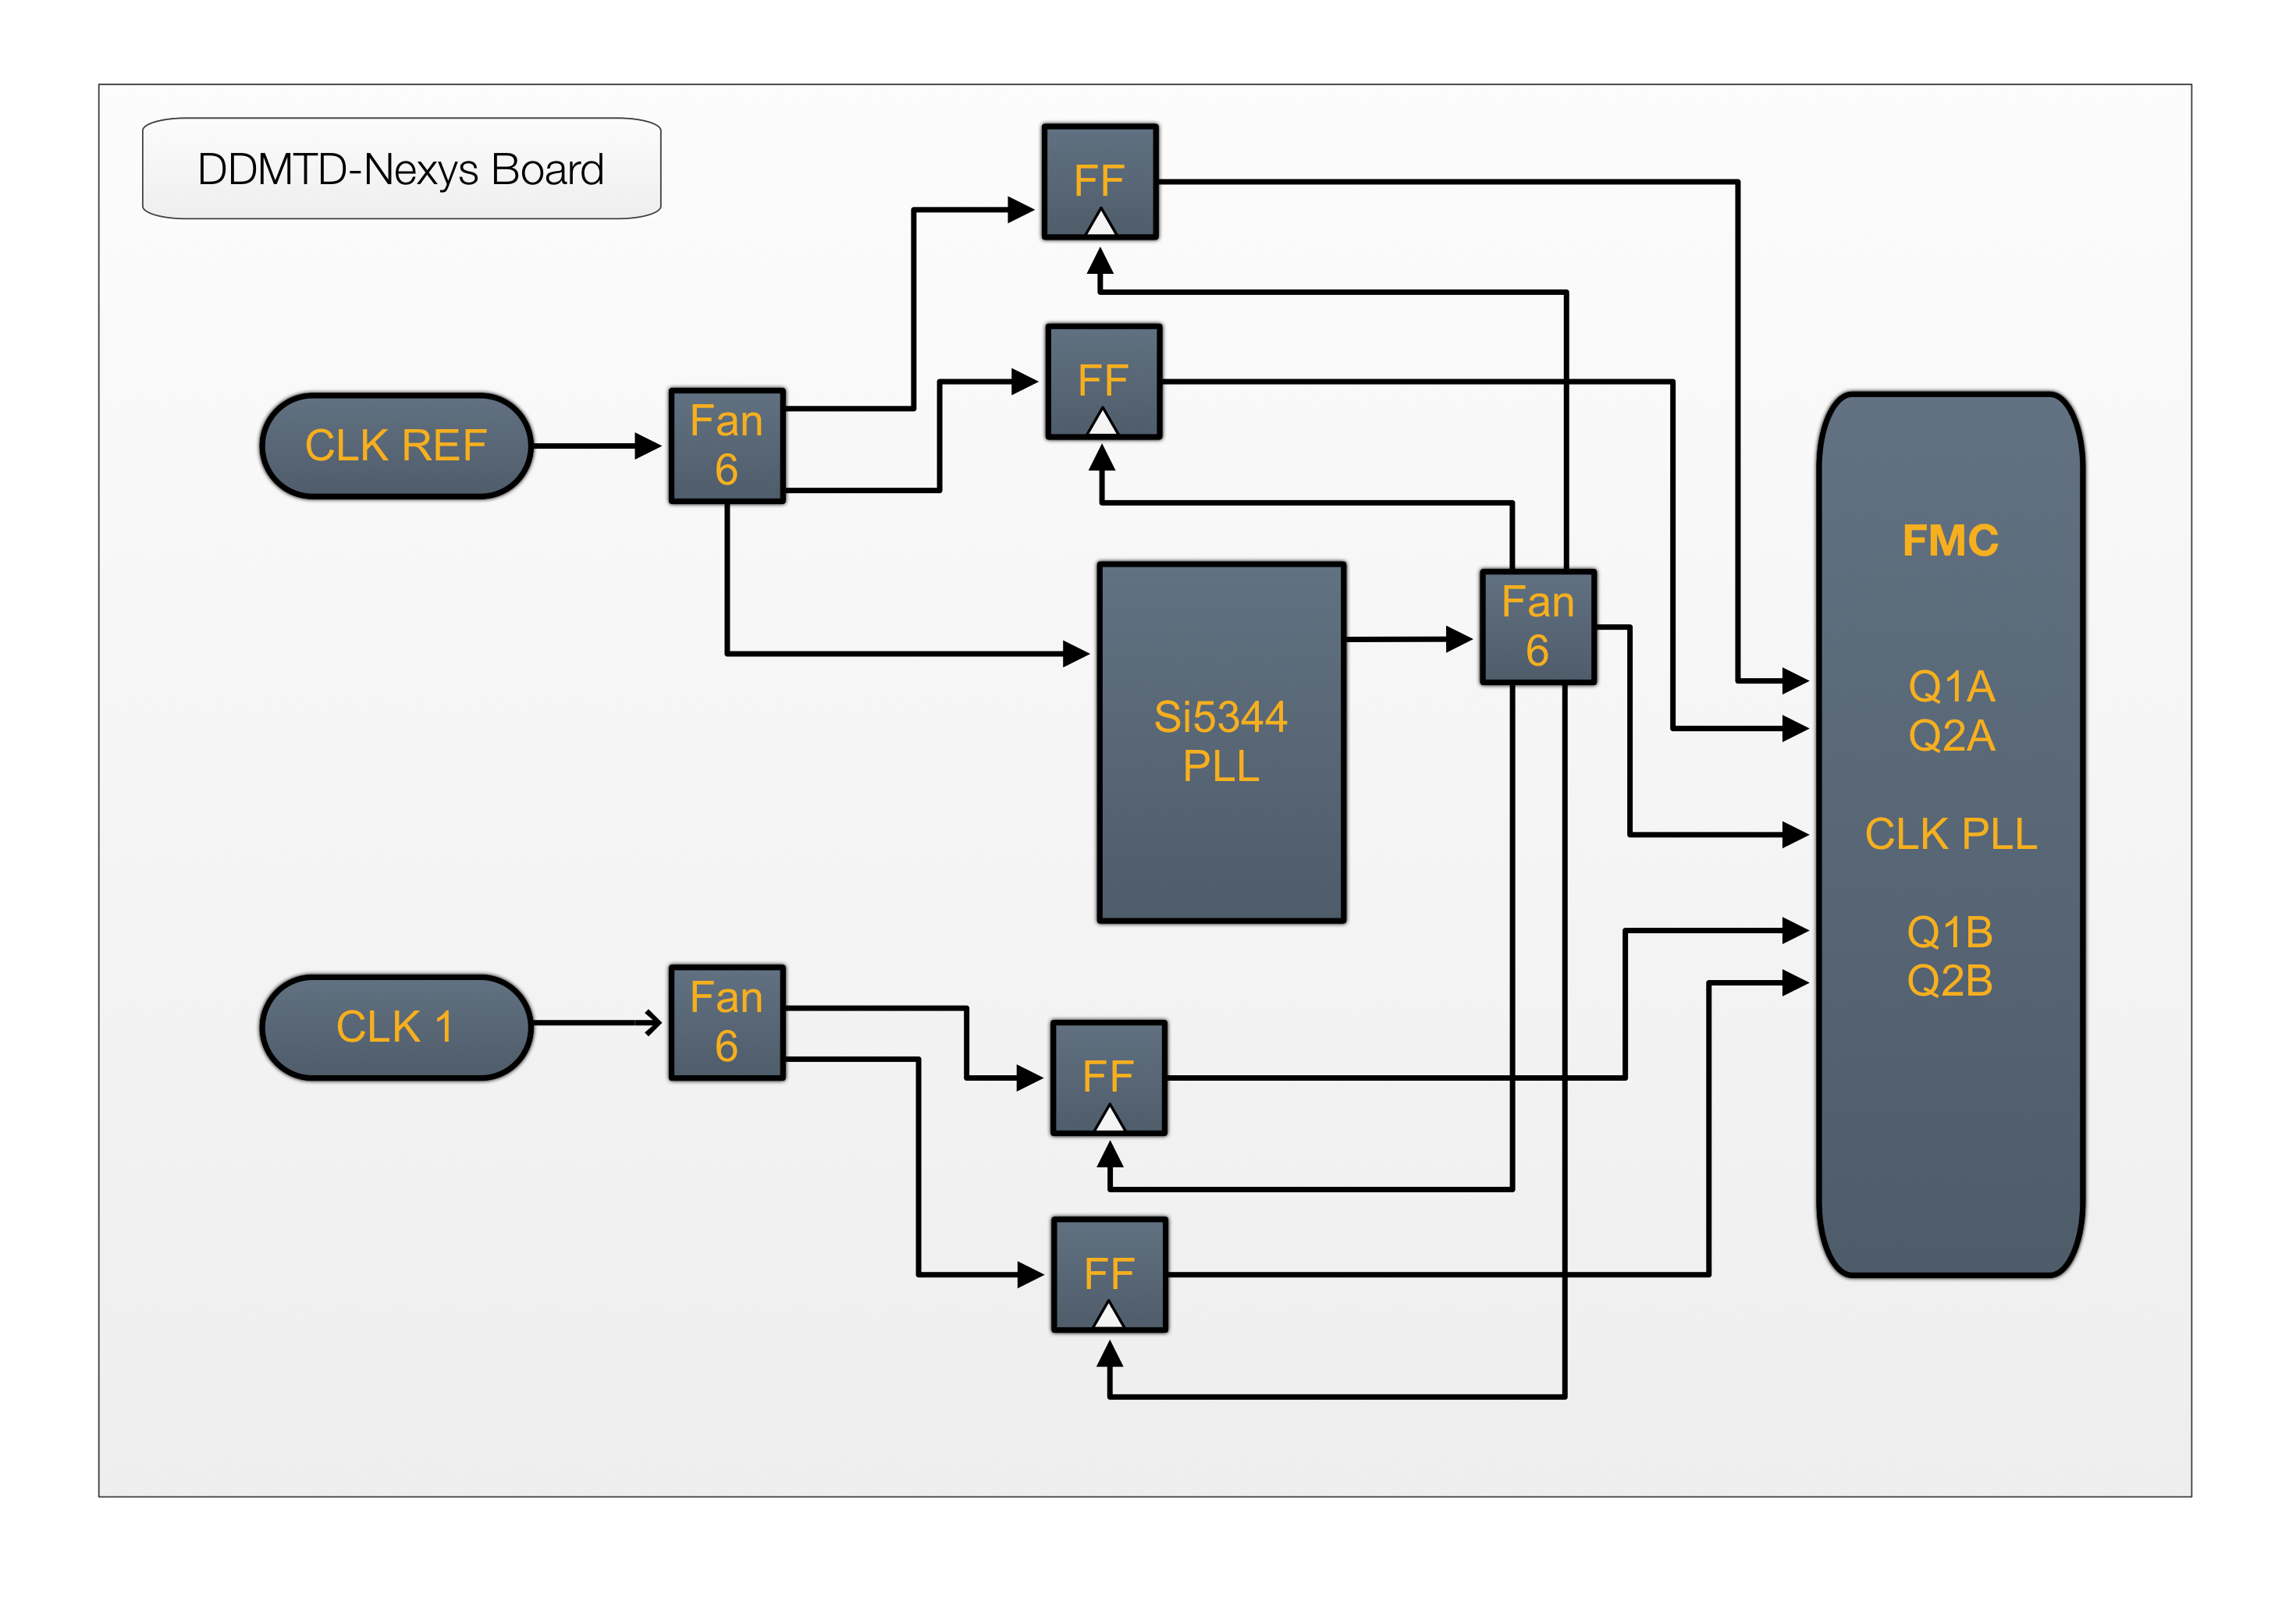 DDMTD-Nexys Board
FF
FF
CLK REF
Fan
6
Fan
6
Si5344
PLL
FMC
Q1A
Q2A
CLK PLL
Q1B
Q2B
CLK 1
Fan
6
FF
FF